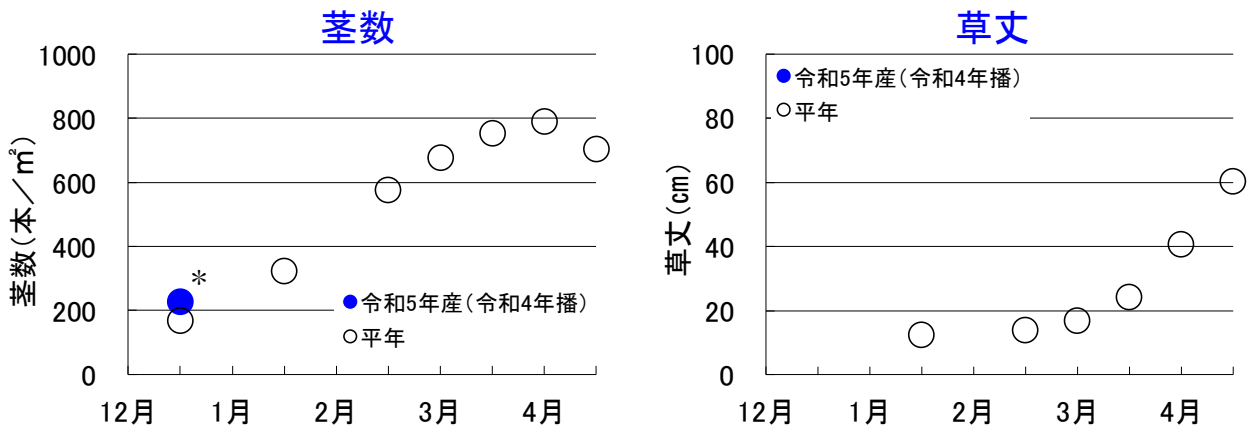 茎数
1000
800
600
400
200
0
茎数(本/㎡)
*
●令和5年産(令和4年播)
○平年
12月 1月 2月 3月 4月
草丈
100
80
60
40
20
0
草丈(cm)
●令和5年産(令和4年播)
○平年
12月 1月 2月 3月 4月